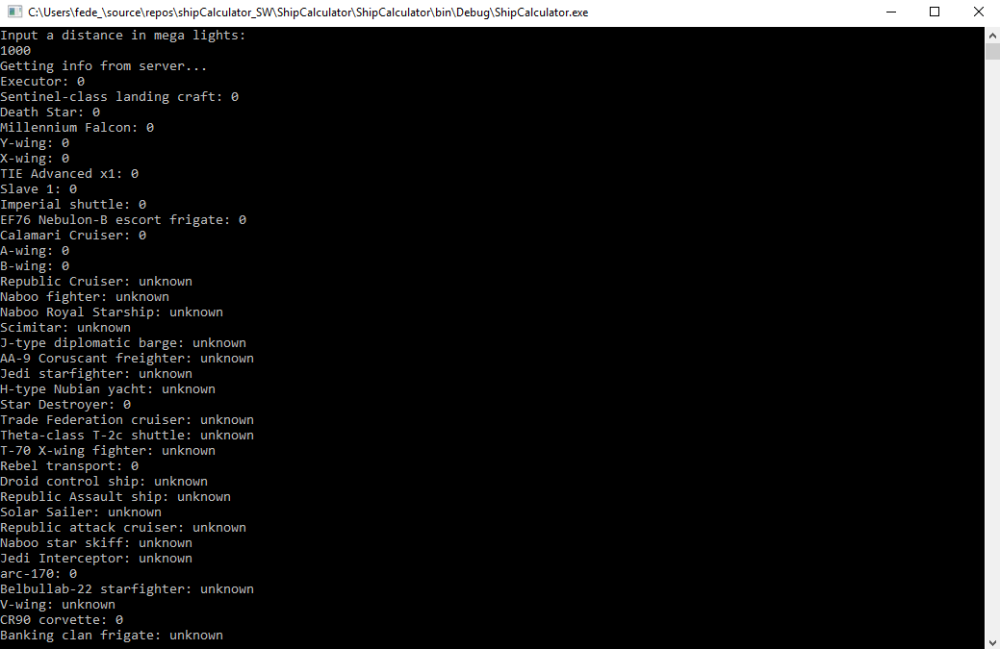 C:\Users\fede_\source\repos\shipCalculator_SW\ShipCalculator\ShipCalculator\bin\Debug\ShipCalculator.exe
Input a distance in mega lights:
1000
Getting info from server...
Executor: 0
Sentinel-class landing craft: 0
Death Star: 0
Millennium Falcon: 0
Y-wing: 0
X-wing: 0
TIE Advanced x1: 0
Slave 1: 0
Imperial shuttle: 0
EF76 Nebulon-B escort frigate: 0
Calamari Cruiser: 0
A-wing: 0
B-wing: 0
Republic Cruiser: unknown
Naboo fighter: unknown
Naboo Royal Starship: unknown
Scimitar: unknown
J-type diplomatic barge: unknown
AA-9 Coruscant freighter: unknown
Jedi starfighter: unknown
H-type Nubian yacht: unknown
Star Destroyer: 0
Trade Federation cruiser: unknown
Theta-class T-2c shuttle: unknown
T-70 X-wing fighter: unknown
Rebel transport: 0
Droid control ship: unknown
Republic Assault ship: unknown
Solar Sailer: unknown
Republic attack cruiser: unknown
Naboo star skiff: unknown
Jedi Interceptor: unknown
arc-170: 0
Belbullab-22 starfighter: unknown
V-wing: unknown
CR90 corvette: 0
Banking clan frigate: unknown